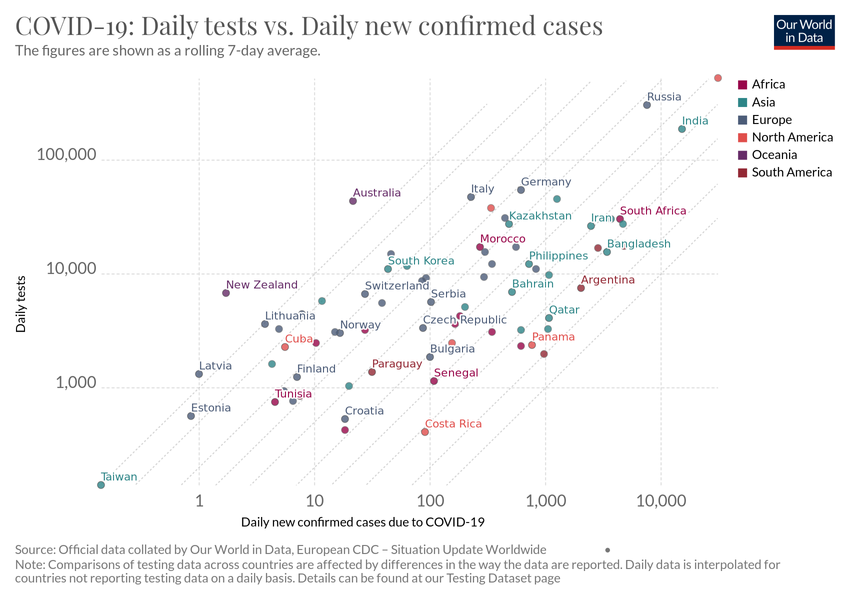 COVID-19: Daily tests vs. Daily new confirmed cases
The figures are shown as a rolling 7-day average.
Our World
in Data
Africa
Asia
Europe
North America
Oceania
South America
Daily tests
100,000
10,000
1,000
Russia
India
Germany
Italy
Australia
Kazakhstan
Iran
South Africa
Morocco
Bangladesh
South Korea
Philippines
New Zealand
Switzerland
Serbia
Bahrain
Argentina
Lithuania
Norway
Czech Republic
Qatar
Cuba
Bulgaria
Panama
Latvia
Finland
Paraguay
Senegal
Tunisia
Estonia
Croatia
Costa Rica
Taiwan
1
10
100
1,000
10,000
Daily new confirmed cases due to COVID-19
Source: Official data collated by Our World in Data, European CDC – Situation Update Worldwide
Note: Comparisons of testing data across countries are affected by differences in the way the data are reported. Daily data is interpolated for
countries not reporting testing data on a daily basis. Details can be found at our Testing Dataset page